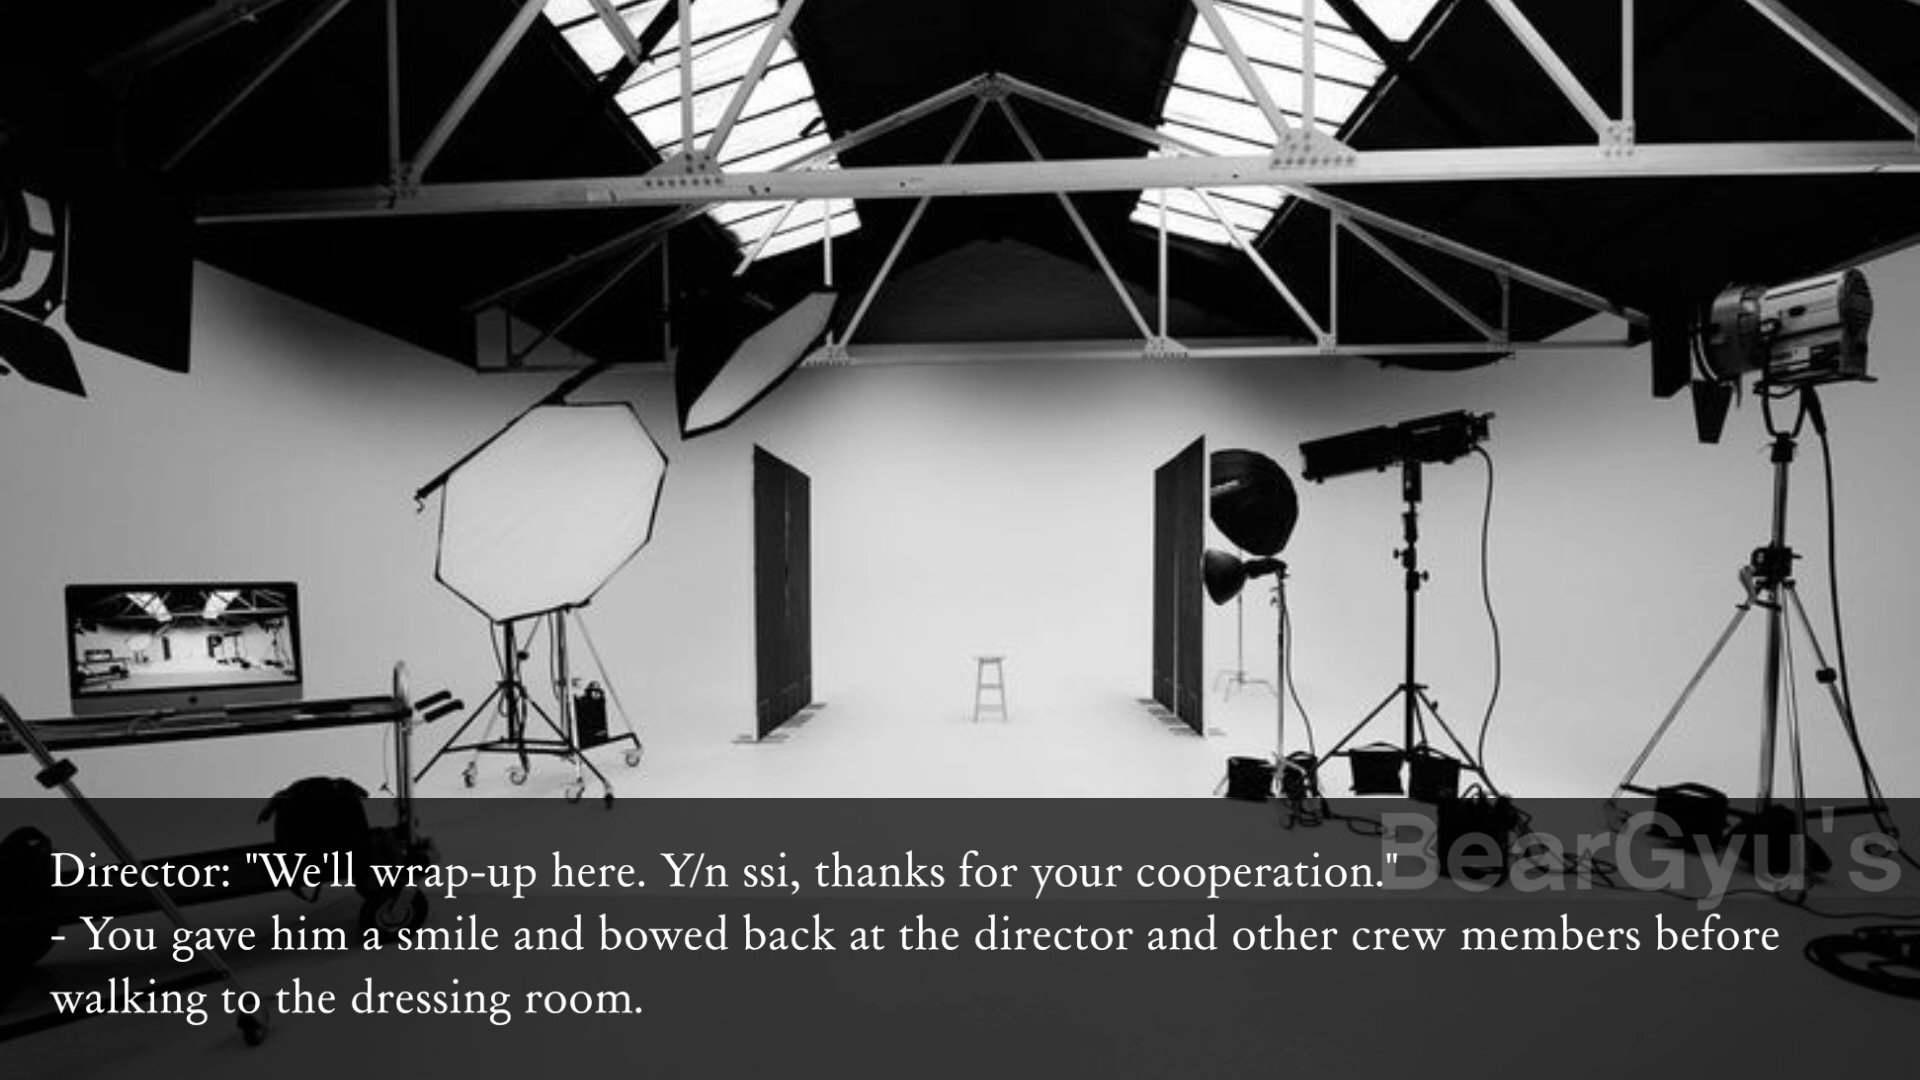 BearGyu's
Director: "We'll wrap-up here. Y/n ssi, thanks for your cooperation."
- You gave him a smile and bowed back at the director and other crew members before
walking to the dressing room.